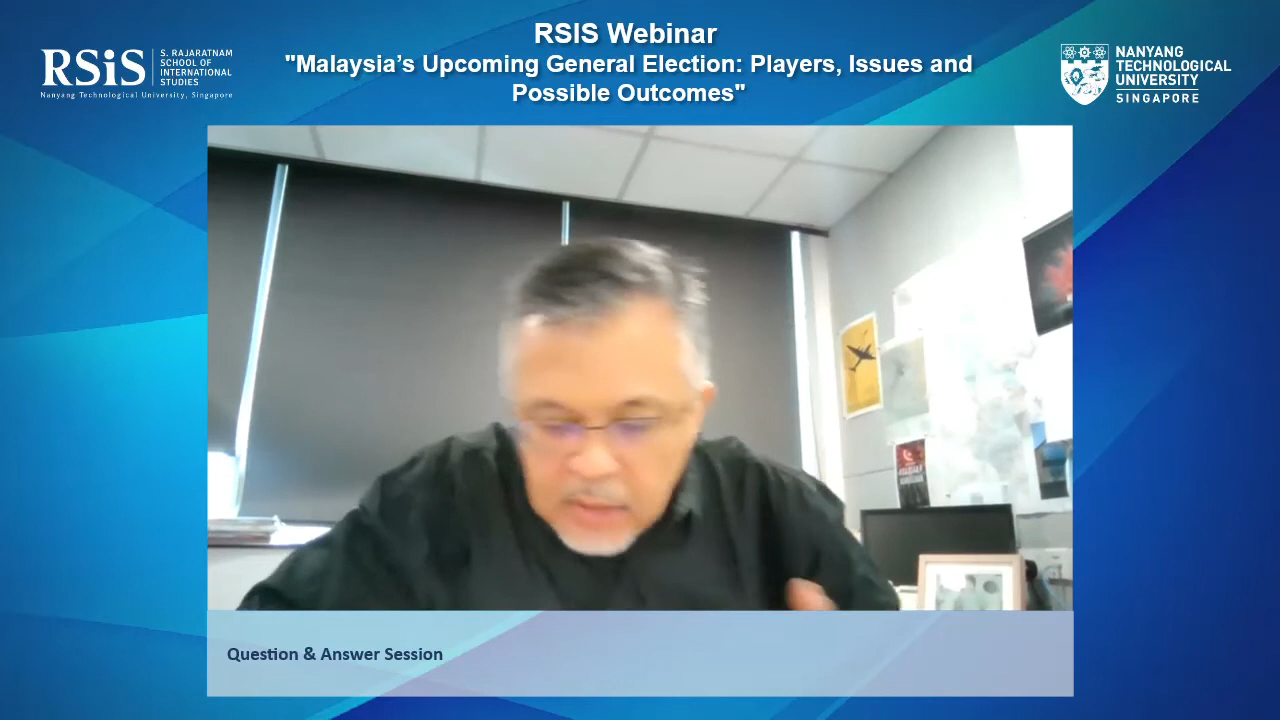 RSIS Webinar
"Malaysia’s Upcoming General Election: Players, Issues and
Possible Outcomes"
RSiS
S. RAJARATNAM
SCHOOL OF
INTERNATIONAL
STUDIES
Nanyang Technological University, Singapore
NANYANG
TECHNOLOGICAL
UNIVERSITY
SINGAPORE
Question & Answer Session